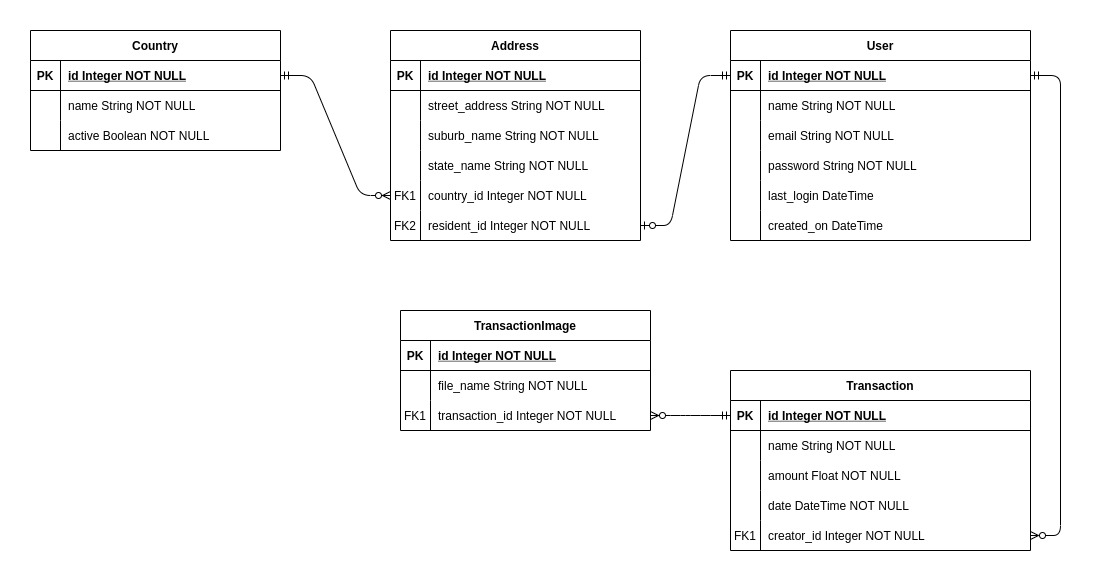 Country
PK id Integer NOT NULL
name String NOT NULL
active Boolean NOT NULL
Address
PK id Integer NOT NULL
street_address String NOT NULL
suburb_name String NOT NULL
state_name String NOT NULL
FK1 country_id Integer NOT NULL
FK2 resident_id Integer NOT NULL
User
PK id Integer NOT NULL
name String NOT NULL
email String NOT NULL
password String NOT NULL
last_login DateTime
created_on DateTime
TransactionImage
PK id Integer NOT NULL
file_name String NOT NULL
FK1 transaction_id Integer NOT NULL
Transaction
PK id Integer NOT NULL
name String NOT NULL
amount Float NOT NULL
date DateTime NOT NULL
FK1 creator_id Integer NOT NULL